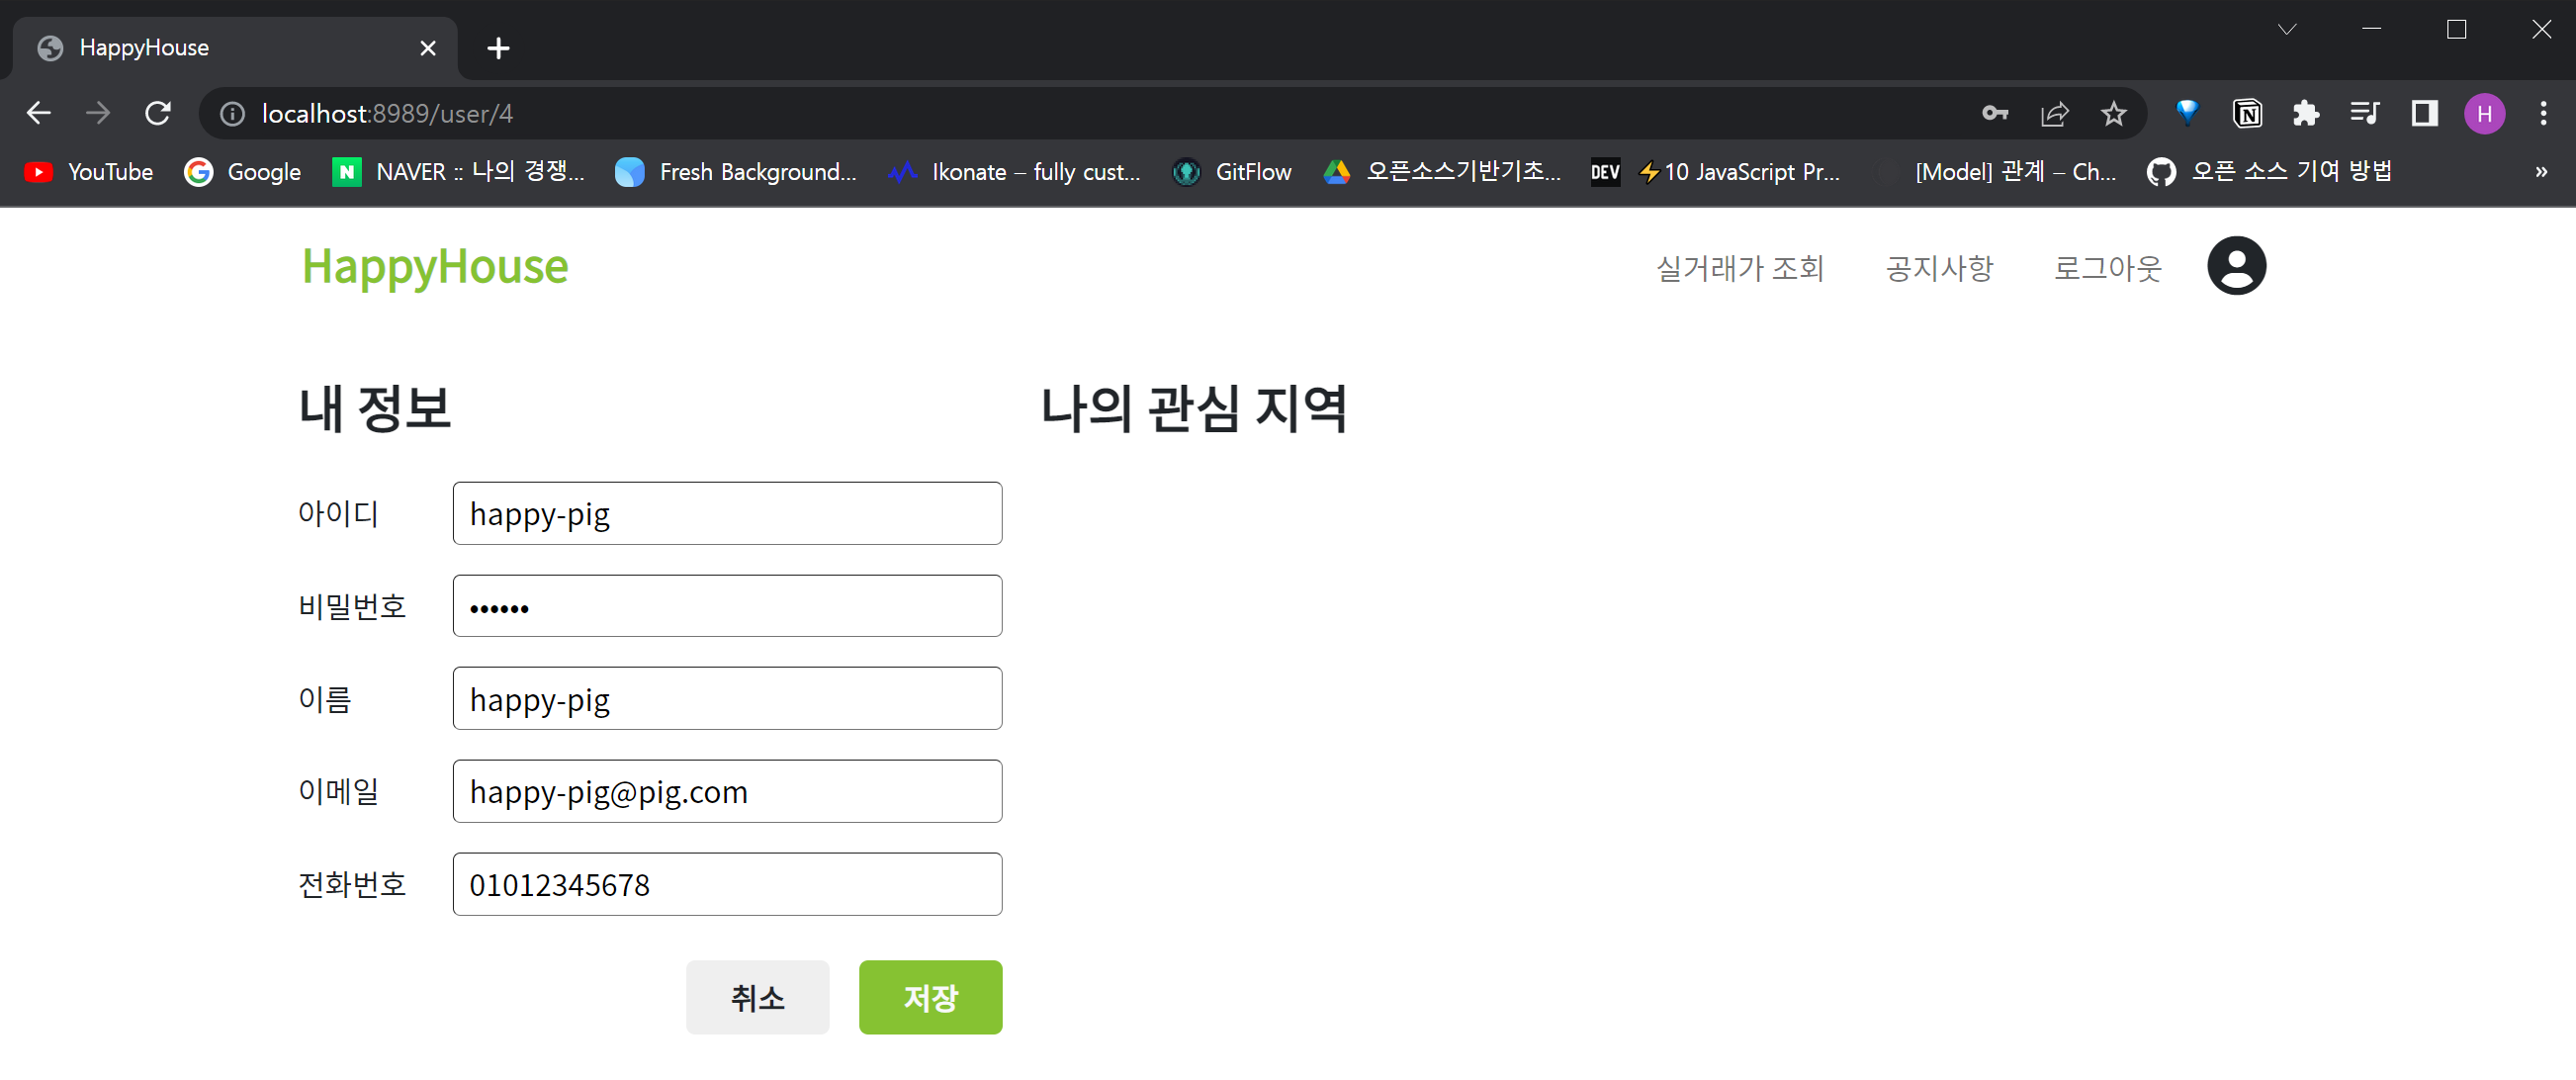 HappyHouse
localhost:8989/user/4
YouTube Google NAVER :: 나의 경쟁... Fresh Background... Ikonate – fully cust... GitFlow 오픈소스기반기초... DEV ⚡10 JavaScript Pr... [Model] 관계 – Ch... 오픈 소스 기여 방법 »
HappyHouse 실거래가 조회 공지사항 로그아웃
내 정보 나의 관심 지역
아이디 happy-pig
비밀번호 ••••••
이름 happy-pig
이메일 happy-pig@pig.com
전화번호 01012345678
취소 저장
H